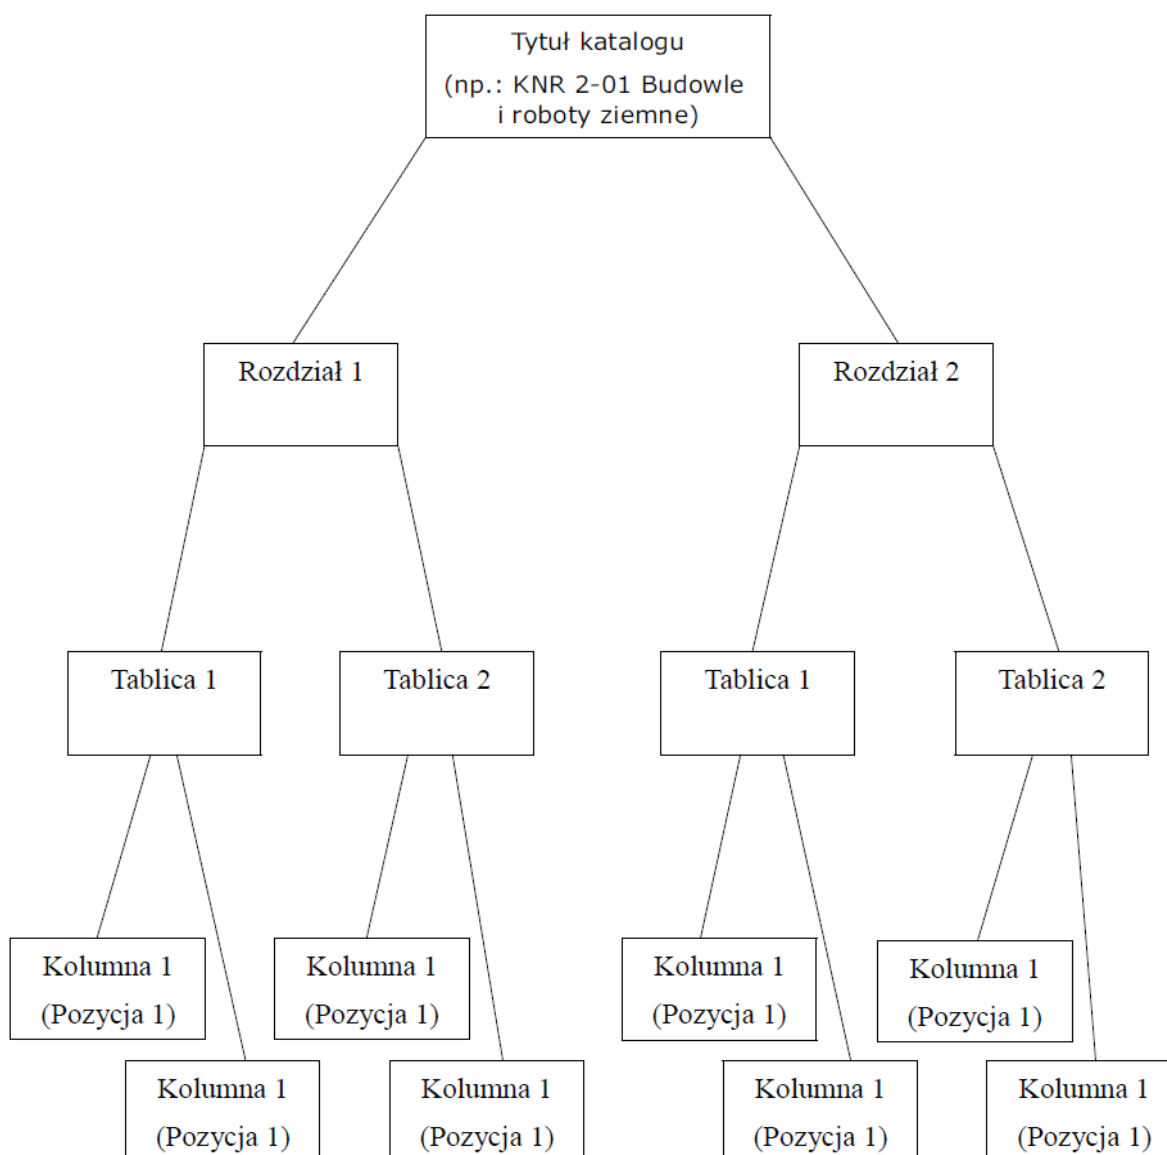 Tytuł katalogu
(np.: KNR 2-01 Budowle
i roboty ziemne)
Rozdział 1
Rozdział 2
Tablica 1
Tablica 2
Tablica 1
Tablica 2
Kolumna 1
(Pozycja 1)
Kolumna 1
(Pozycja 1)
Kolumna 1
(Pozycja 1)
Kolumna 1
(Pozycja 1)
Kolumna 1
(Pozycja 1)
Kolumna 1
(Pozycja 1)
Kolumna 1
(Pozycja 1)
Kolumna 1
(Pozycja 1)